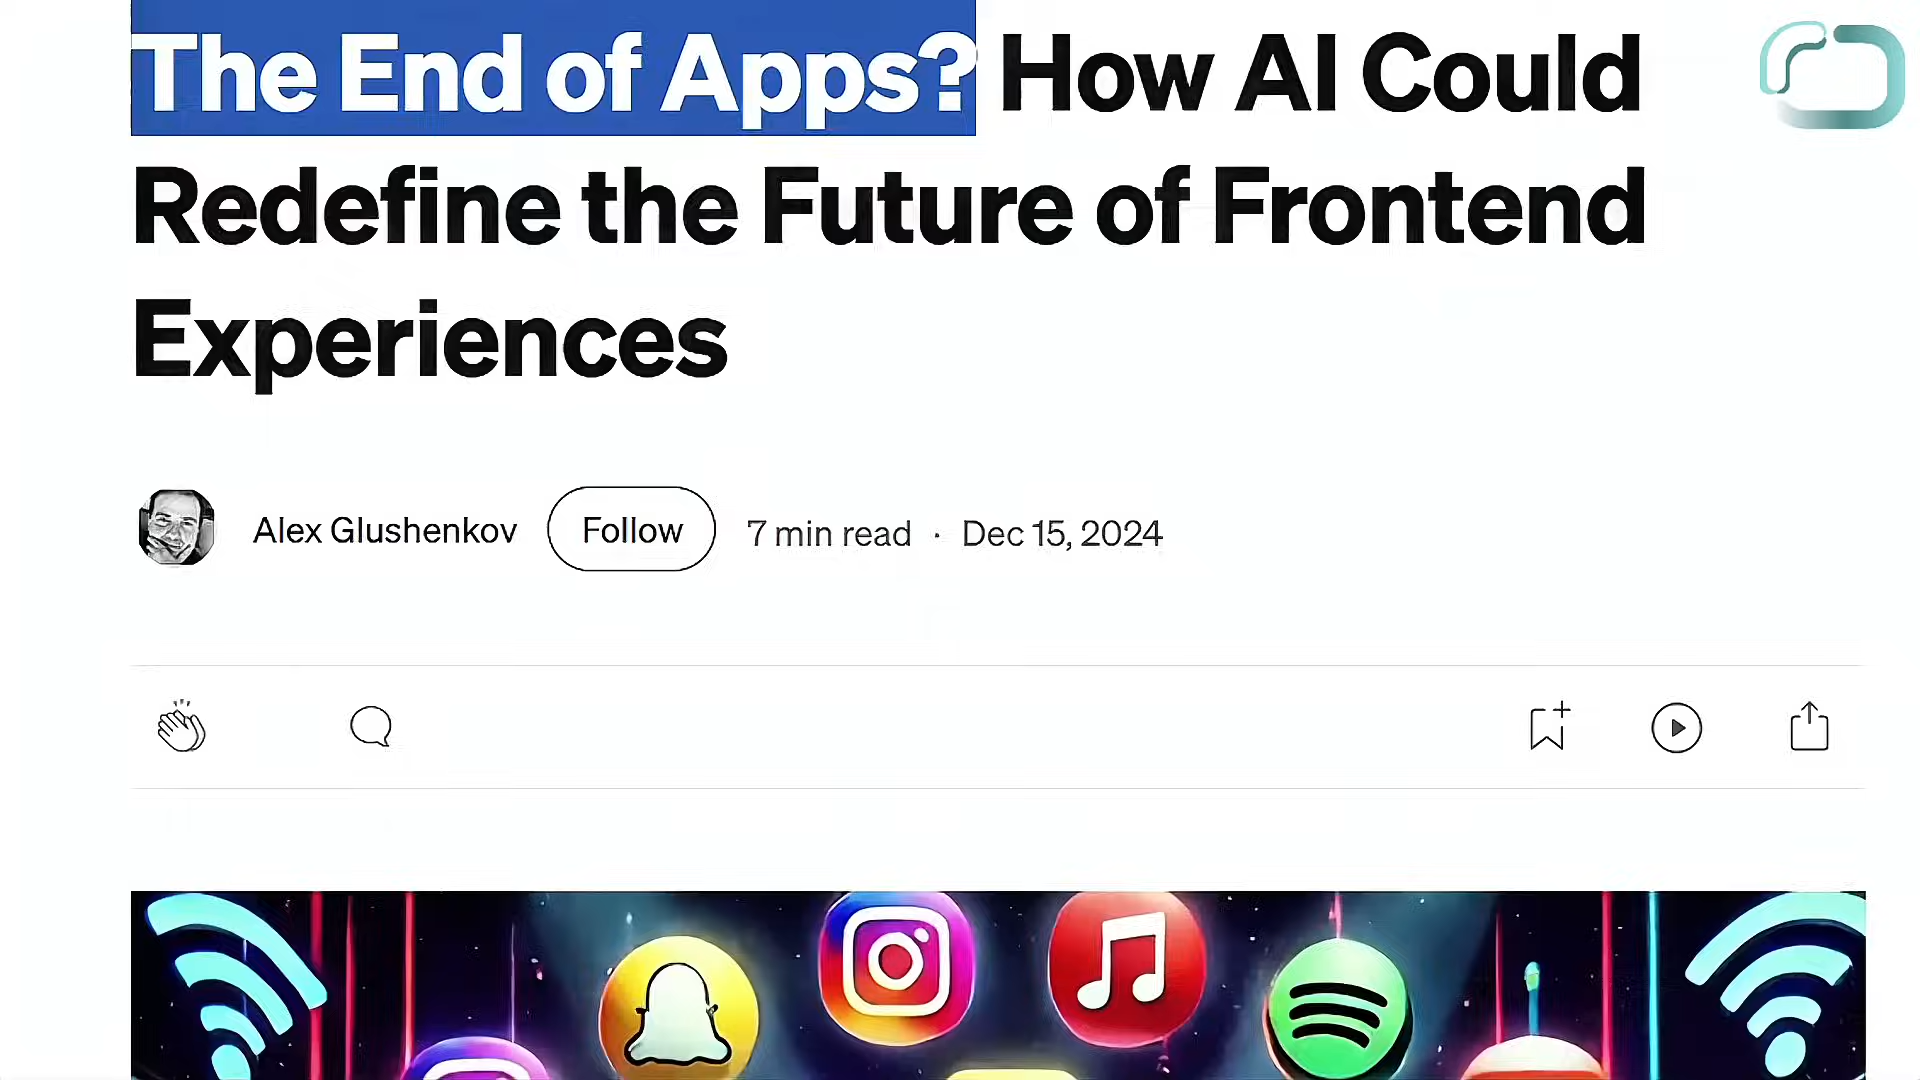 The End of Apps? How AI Could
Redefine the Future of Frontend
Experiences
Alex Glushenkov Follow 7 min read · Dec 15, 2024